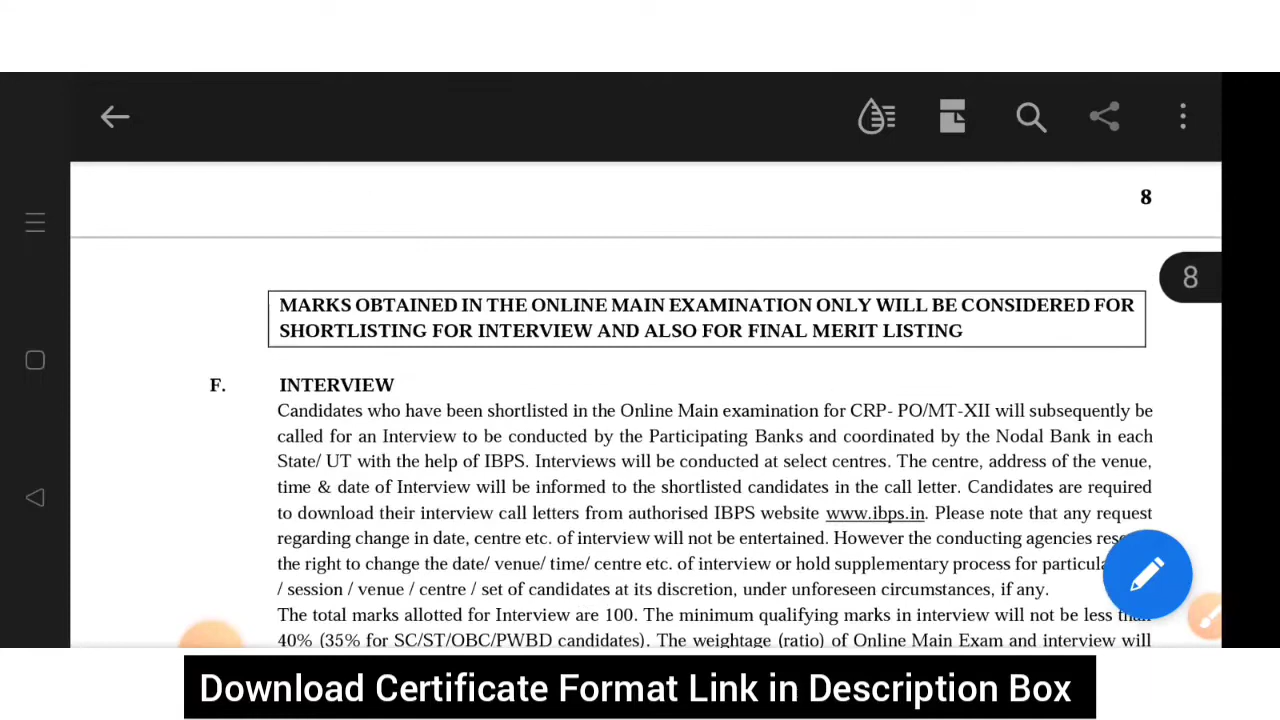 8
8
MARKS OBTAINED IN THE ONLINE MAIN EXAMINATION ONLY WILL BE CONSIDERED FOR
SHORTLISTING FOR INTERVIEW AND ALSO FOR FINAL MERIT LISTING
F. INTERVIEW
Candidates who have been shortlisted in the Online Main examination for CRP- PO/MT-XII will subsequently be
called for an Interview to be conducted by the Participating Banks and coordinated by the Nodal Bank in each
State/ UT with the help of IBPS. Interviews will be conducted at select centres. The centre, address of the venue,
time & date of Interview will be informed to the shortlisted candidates in the call letter. Candidates are required
to download their interview call letters from authorised IBPS website www.ibps.in. Please note that any request
regarding change in date, centre etc. of interview will not be entertained. However the conducting agencies
the right to change the date/ venue/ time/ centre etc. of interview or hold supplementary process for
/ session / venue / centre / set of candidates at its discretion, under unforeseen circumstances, if any.
The total marks allotted for Interview are 100. The minimum qualifying marks in interview will not be less than
40% (35% for SC/ST/OBC/PWBD candidates). The weightage (ratio) of Online Main Exam and interview will
Download Certificate Format Link in Description Box